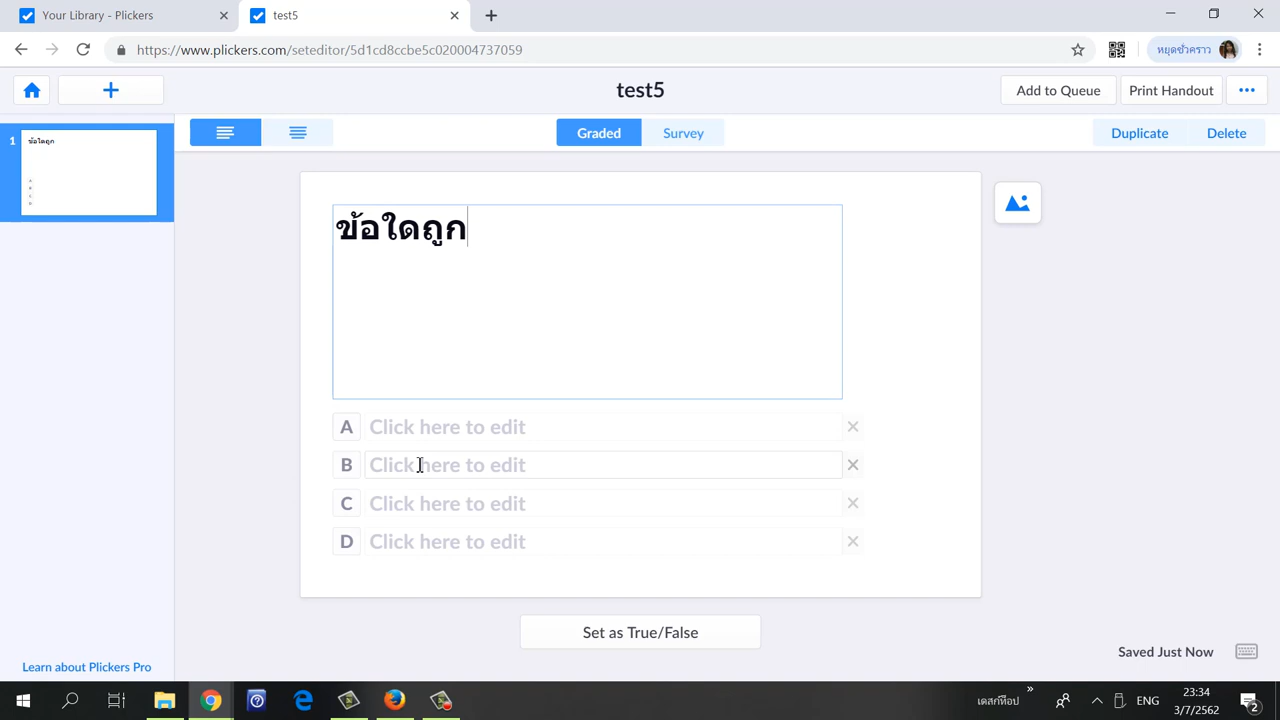 Your Library - Plickers
test5
https://www.plickers.com/seteditor/5d1cd8ccbe5c020004737059
หยุดชั่วคราว
test5
Add to Queue
Print Handout
Graded
Survey
Duplicate
Delete
1
ข้อใดถูก
A
B
C
D
ข้อใดถูก
A Click here to edit
B Click here to edit
C Click here to edit
D Click here to edit
Set as True/False
Learn about Plickers Pro
Saved Just Now
เดสก์ท็อป
ENG
23:34
3/7/2562
2